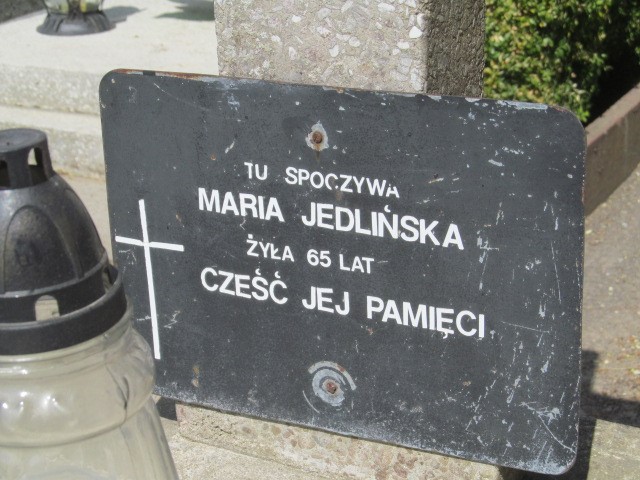 TU SPOCZYWA
MARIA JEDLIŃSKA
ŻYŁA 65 LAT
CZEŚĆ JEJ PAMIĘCI